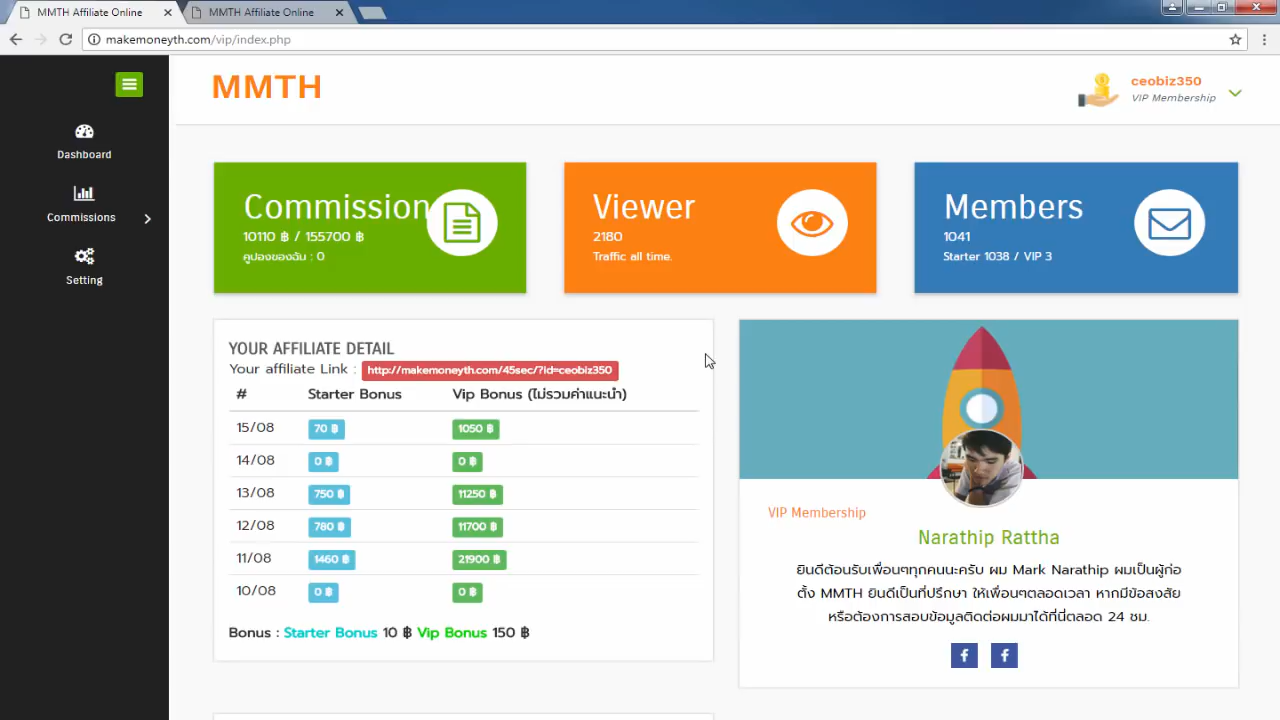 MMTH Affiliate Online
MMTH Affiliate Online
makemoneyth.com/vip/index.php
MMTH
ceobiz350
VIP Membership
Dashboard
Commissions
Setting
Commission
10110 ฿ / 155700 ฿
คูปองของฉัน : 0
Viewer
2180
Traffic all time.
Members
1041
Starter 1038 / VIP 3
YOUR AFFILIATE DETAIL
Your affiliate Link : http://makemoneyth.com/45sec/?id=ceobiz350
# Starter Bonus Vip Bonus (ไม่รวมค่าแนะนำ)
15/08 70 ฿ 1050 ฿
14/08 0 ฿ 0 ฿
13/08 750 ฿ 11250 ฿
12/08 780 ฿ 11700 ฿
11/08 1460 ฿ 21900 ฿
10/08 0 ฿ 0 ฿
Bonus : Starter Bonus 10 ฿ Vip Bonus 150 ฿
VIP Membership
Narathip Rattha
ยินดีต้อนรับเพื่อนๆทุกคนนะครับ ผม Mark Narathip ผมเป็นผู้ก่อ
ตั้ง MMTH ยินดีเป็นที่ปรึกษา ให้เพื่อนๆตลอดเวลา หากมีข้อสงสัย
หรือต้องการสอบข้อมูลติดต่อผมมาได้ที่นี่ตลอด 24 ชม.